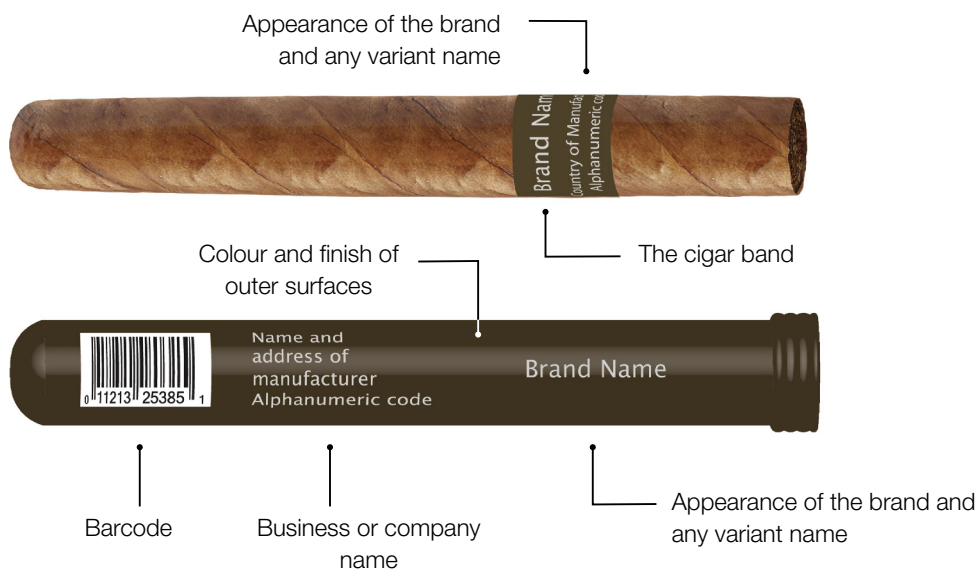 Appearance of the brand
and any variant name
Brand Nam
Country of Manufac
Alphanumeric cod
The cigar band
Colour and finish of
outer surfaces
Name and
address of
manufacturer
Alphanumeric code
Brand Name
0 11213 25385 1
Barcode
Business or company
name
Appearance of the brand and
any variant name